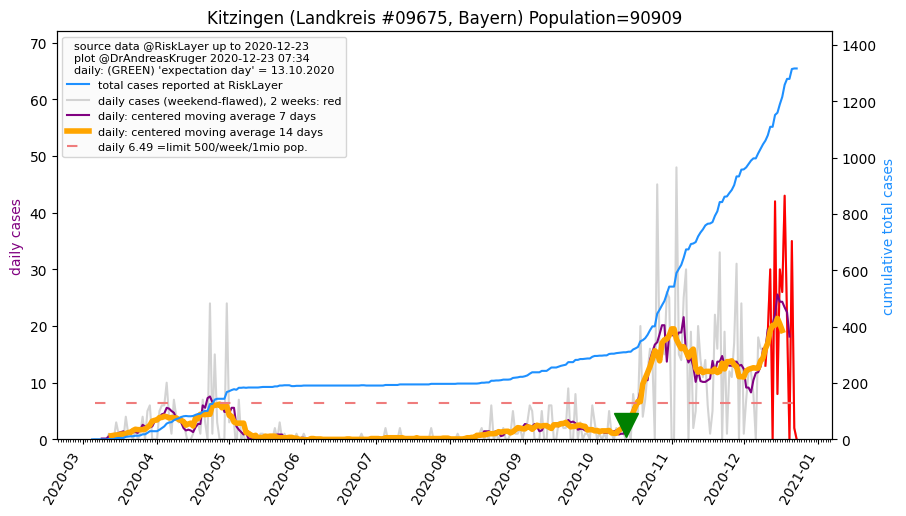 Kitzingen (Landkreis #09675, Bayern) Population=90909
source data @RiskLayer up to 2020-12-23
plot @DrAndreasKruger 2020-12-23 07:34
daily: (GREEN) 'expectation day' = 13.10.2020
total cases reported at RiskLayer
daily cases (weekend-flawed), 2 weeks: red
daily: centered moving average 7 days
daily: centered moving average 14 days
daily 6.49 =limit 500/week/1mio pop.
daily cases
70
60
50
40
30
20
10
0
1400
1200
1000
800
600
400
200
0
cumulative total cases
2020-03
2020-04
2020-05
2020-06
2020-07
2020-08
2020-09
2020-10
2020-11
2020-12
2021-01